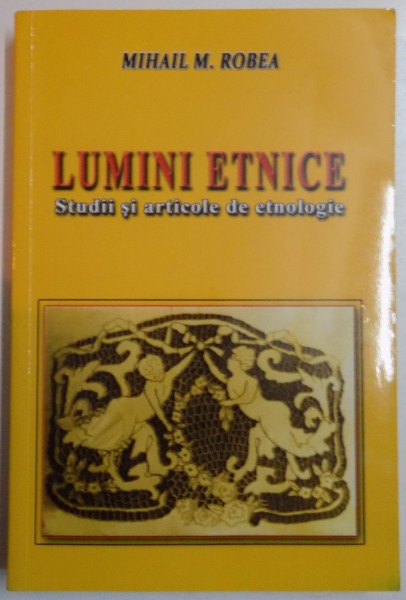 MIHAIL M. ROBEA
LUMINI ETNICE
Studii și articole de etnologie